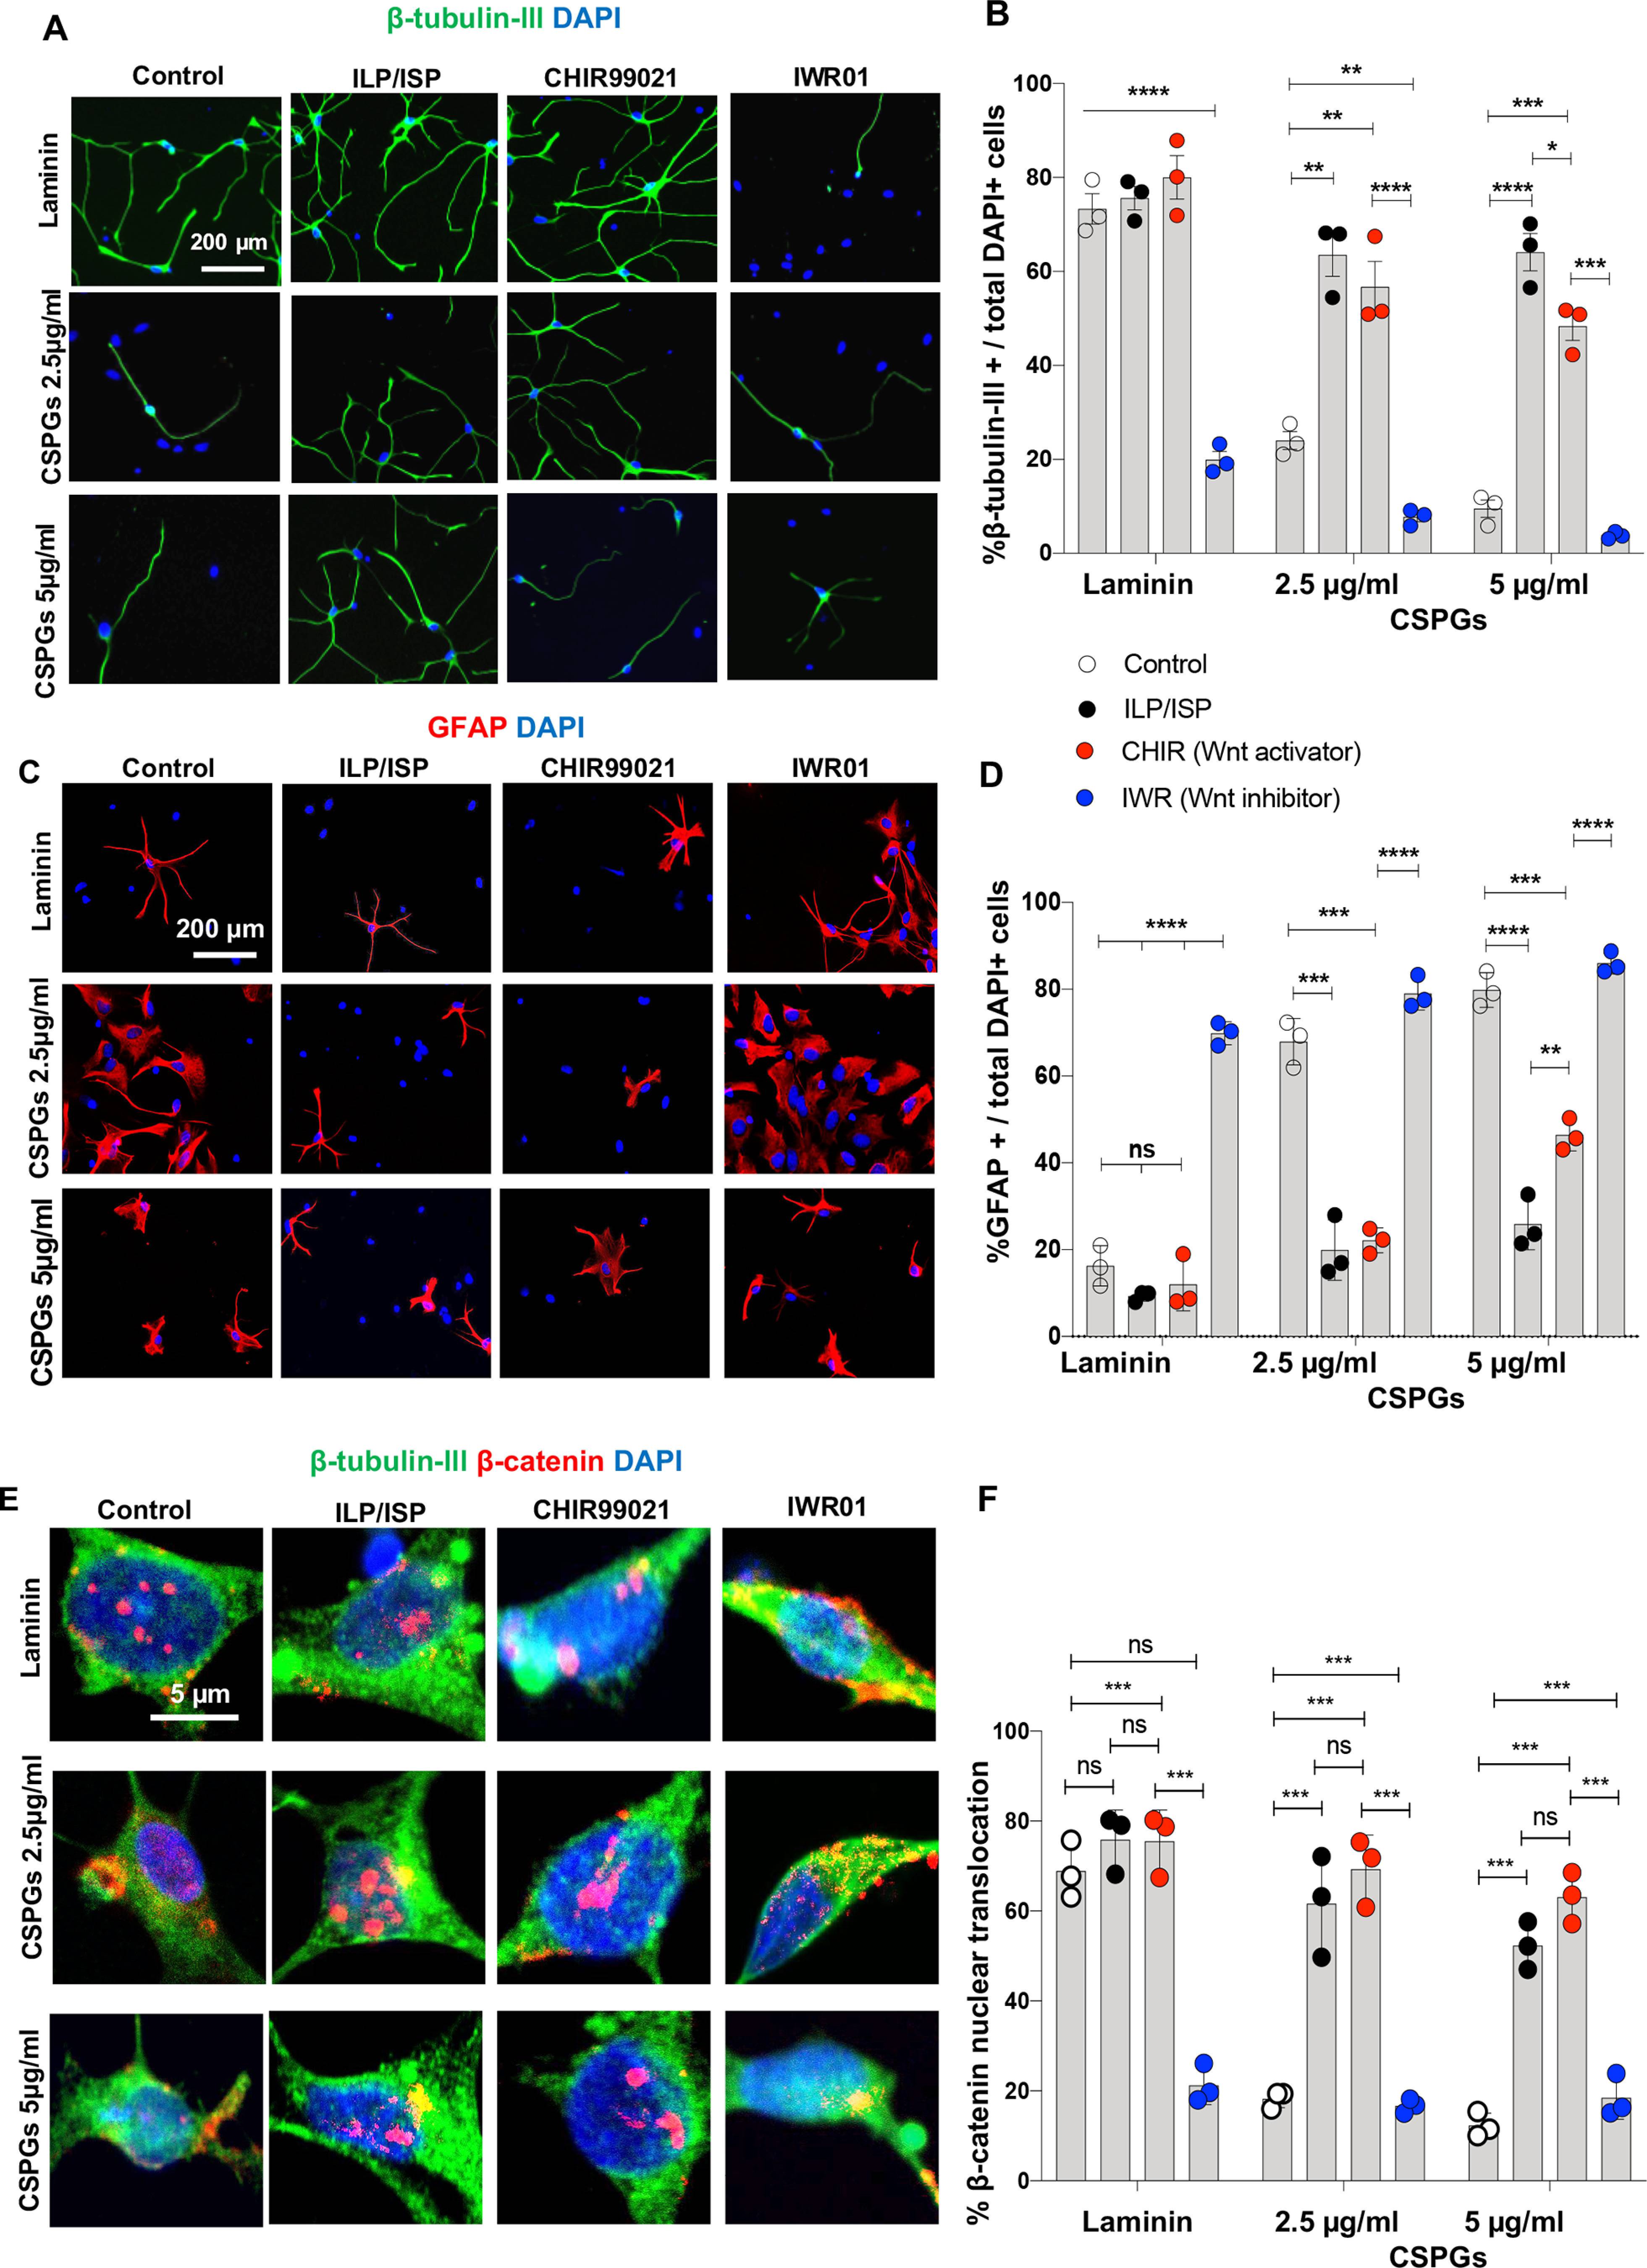 A
β-tubulin-III DAPI
Control
ILP/ISP
CHIR99021
IWR01
Laminin
200 µm
CSPGs 2.5µg/ml
CSPGs 5µg/ml
B
%β-tubulin-III + / total DAPI+ cells
100
80
60
40
20
0
****
**
**
**
****
***
*
****
***
Laminin
2.5 µg/ml
5 µg/ml
CSPGs
Control
ILP/ISP
CHIR (Wnt activator)
IWR (Wnt inhibitor)
C
GFAP DAPI
Control
ILP/ISP
CHIR99021
IWR01
Laminin
200 µm
CSPGs 2.5µg/ml
CSPGs 5µg/ml
D
%GFAP + / total DAPI+ cells
100
80
60
40
20
0
****
ns
****
***
***
****
***
****
**
Laminin
2.5 µg/ml
5 µg/ml
CSPGs
E
β-tubulin-III β-catenin DAPI
Control
ILP/ISP
CHIR99021
IWR01
Laminin
5 µm
CSPGs 2.5µg/ml
CSPGs 5µg/ml
F
% β-catenin nuclear translocation
100
80
60
40
20
0
ns
***
ns
ns
***
***
***
ns
***
***
***
***
***
ns
***
Laminin
2.5 µg/ml
5 µg/ml
CSPGs